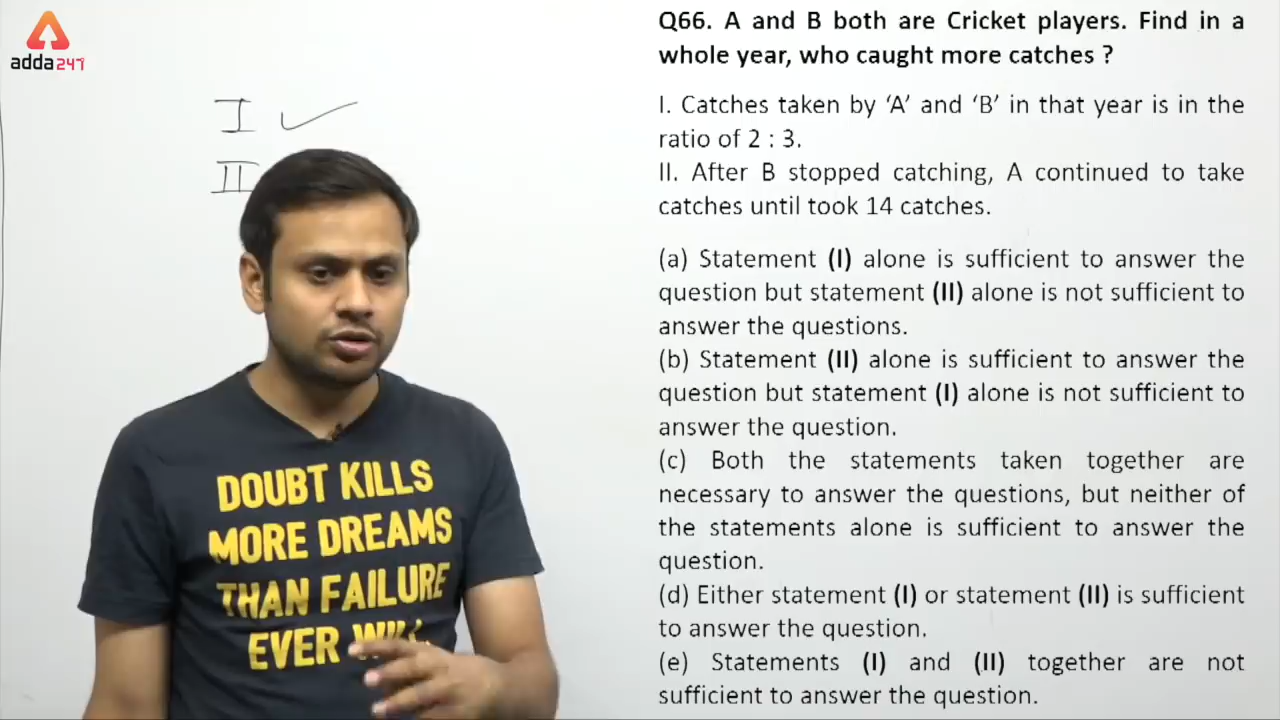 adda247
I
II
DOUBT KILLS
MORE DREAMS
THAN FAILURE
EVER WILL
Q66. A and B both are Cricket players. Find in a
whole year, who caught more catches ?
I. Catches taken by ‘A’ and ‘B’ in that year is in the
ratio of 2 : 3.
II. After B stopped catching, A continued to take
catches until took 14 catches.
(a) Statement (I) alone is sufficient to answer the
question but statement (II) alone is not sufficient to
answer the questions.
(b) Statement (II) alone is sufficient to answer the
question but statement (I) alone is not sufficient to
answer the question.
(c) Both the statements taken together are
necessary to answer the questions, but neither of
the statements alone is sufficient to answer the
question.
(d) Either statement (I) or statement (II) is sufficient
to answer the question.
(e) Statements (I) and (II) together are not
sufficient to answer the question.